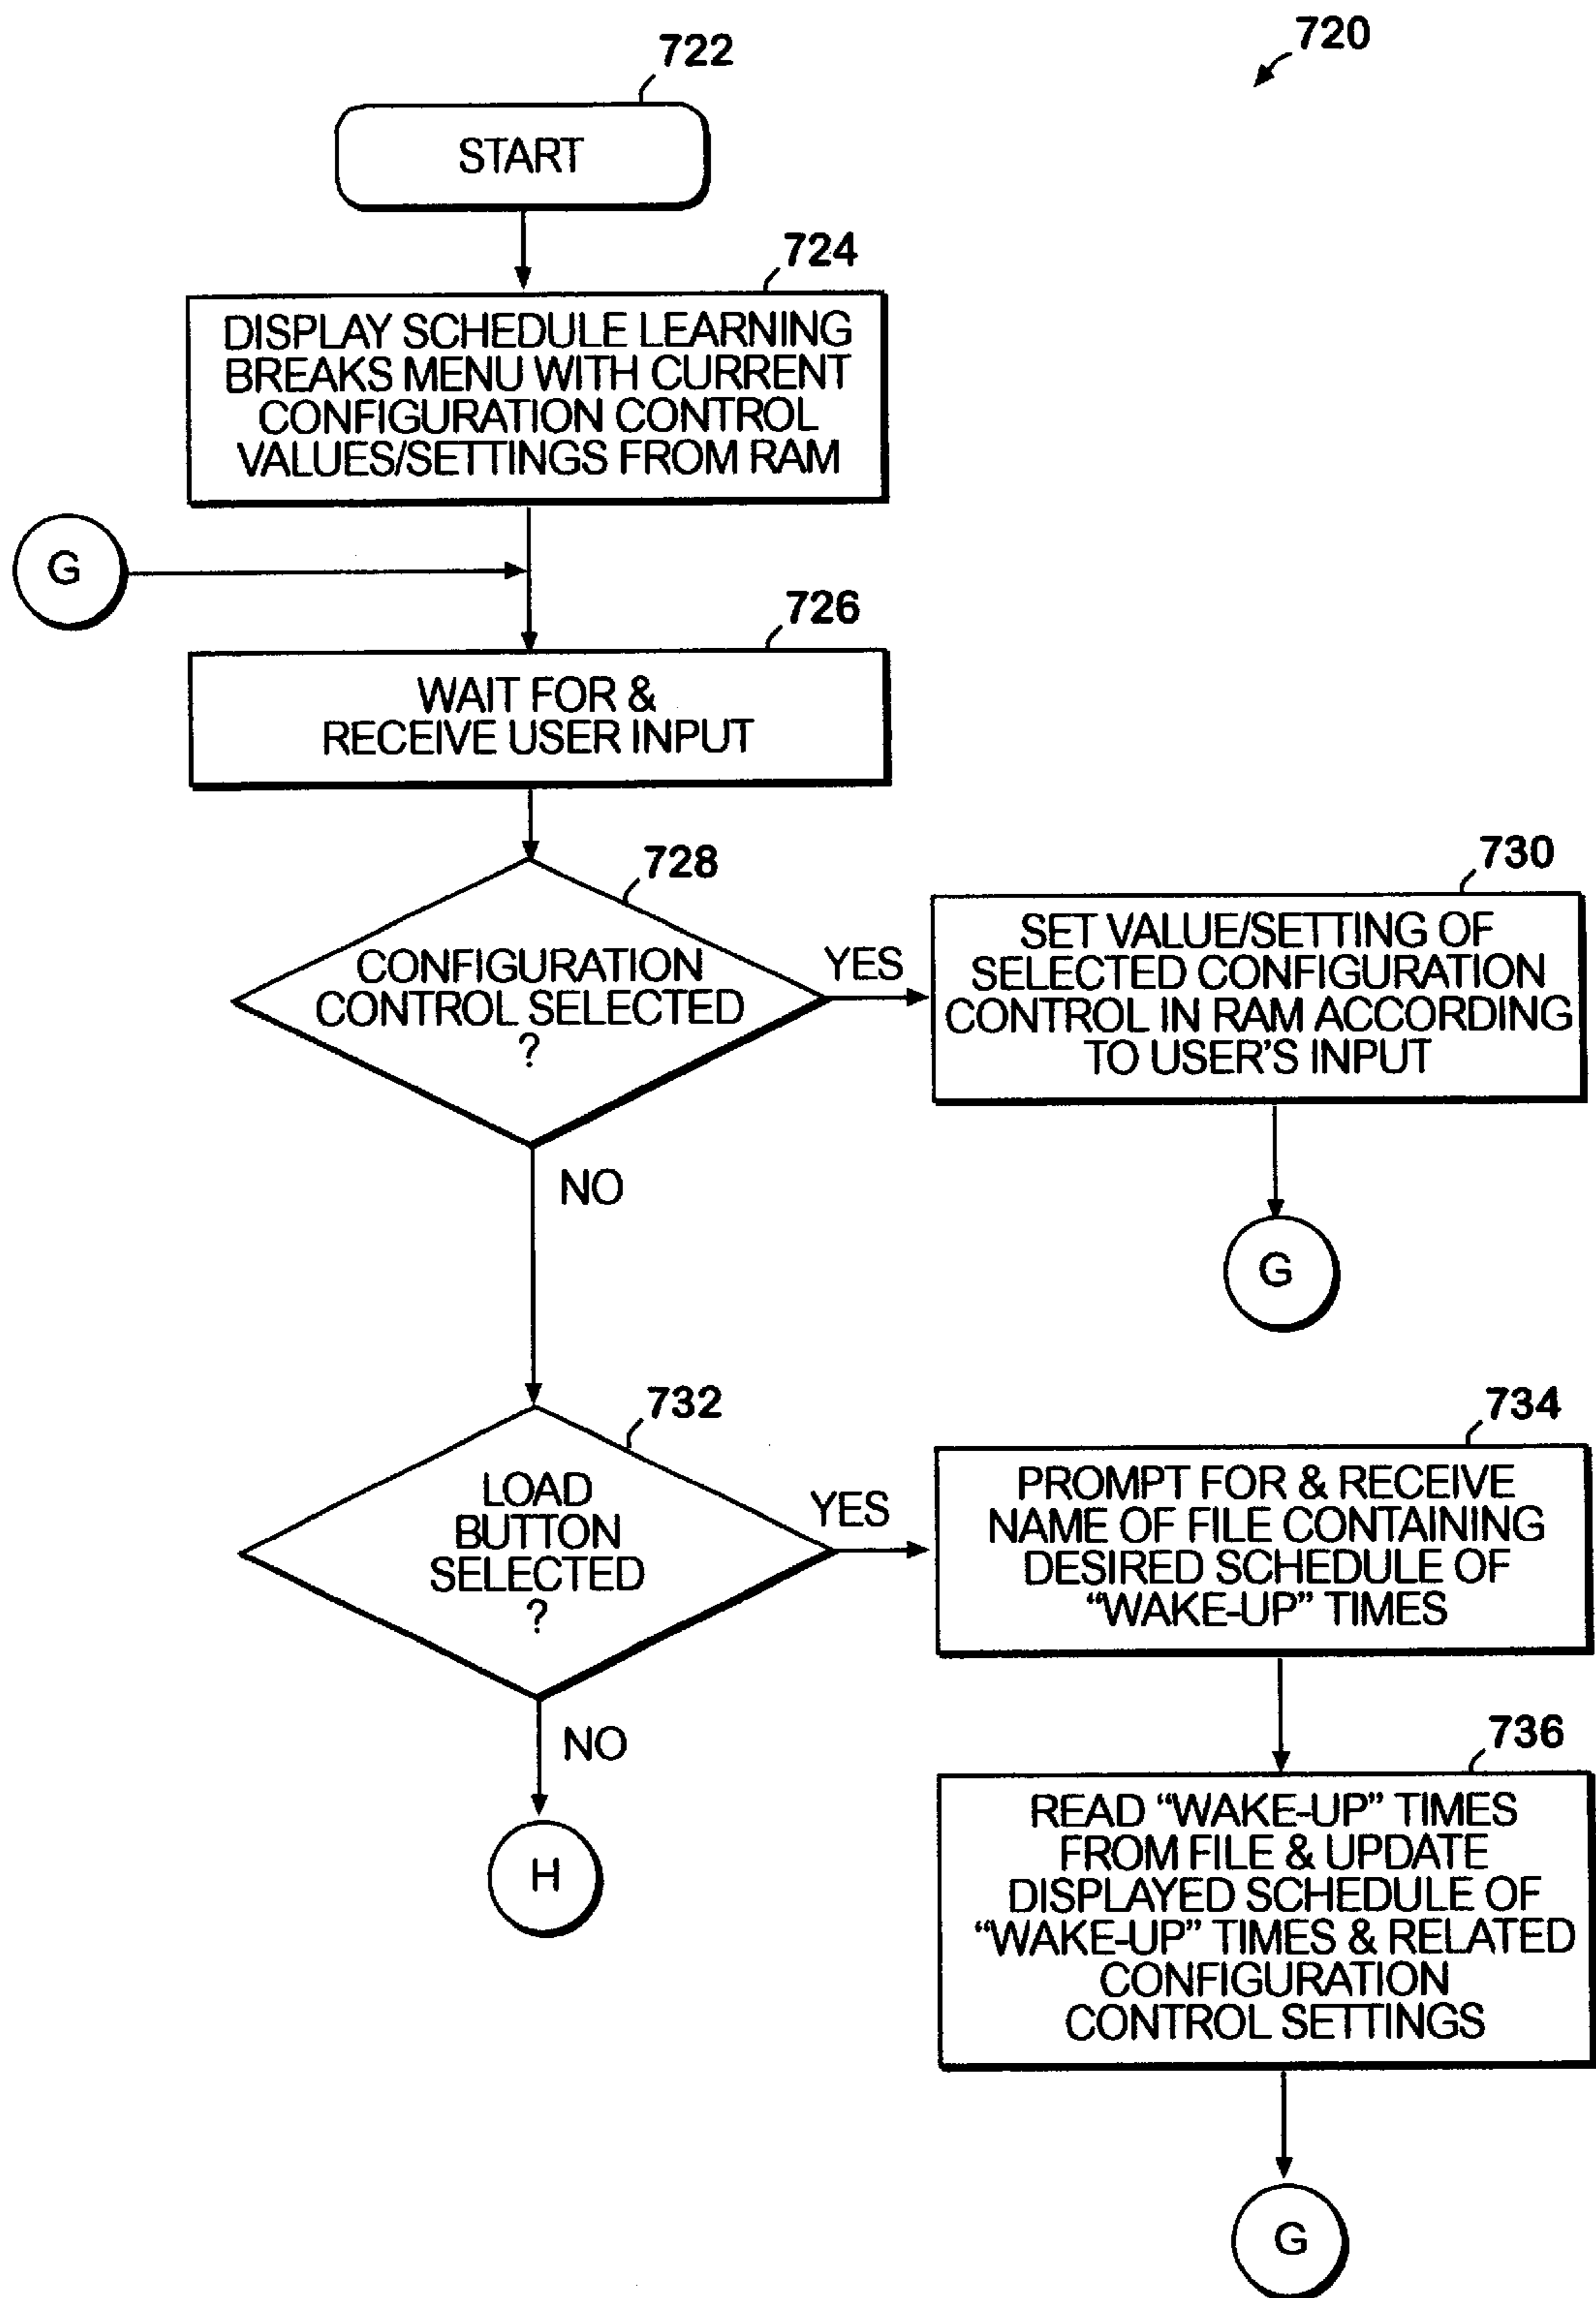 720
722
START
724
DISPLAY SCHEDULE LEARNING
BREAKS MENU WITH CURRENT
CONFIGURATION CONTROL
VALUES/SETTINGS FROM RAM
G
726
WAIT FOR &
RECEIVE USER INPUT
728
CONFIGURATION
CONTROL SELECTED
?
YES
730
SET VALUE/SETTING OF
SELECTED CONFIGURATION
CONTROL IN RAM ACCORDING
TO USER'S INPUT
G
NO
732
LOAD
BUTTON
SELECTED
?
YES
734
PROMPT FOR & RECEIVE
NAME OF FILE CONTAINING
DESIRED SCHEDULE OF
“WAKE-UP” TIMES
NO
H
736
READ “WAKE-UP” TIMES
FROM FILE & UPDATE
DISPLAYED SCHEDULE OF
“WAKE-UP” TIMES & RELATED
CONFIGURATION
CONTROL SETTINGS
G